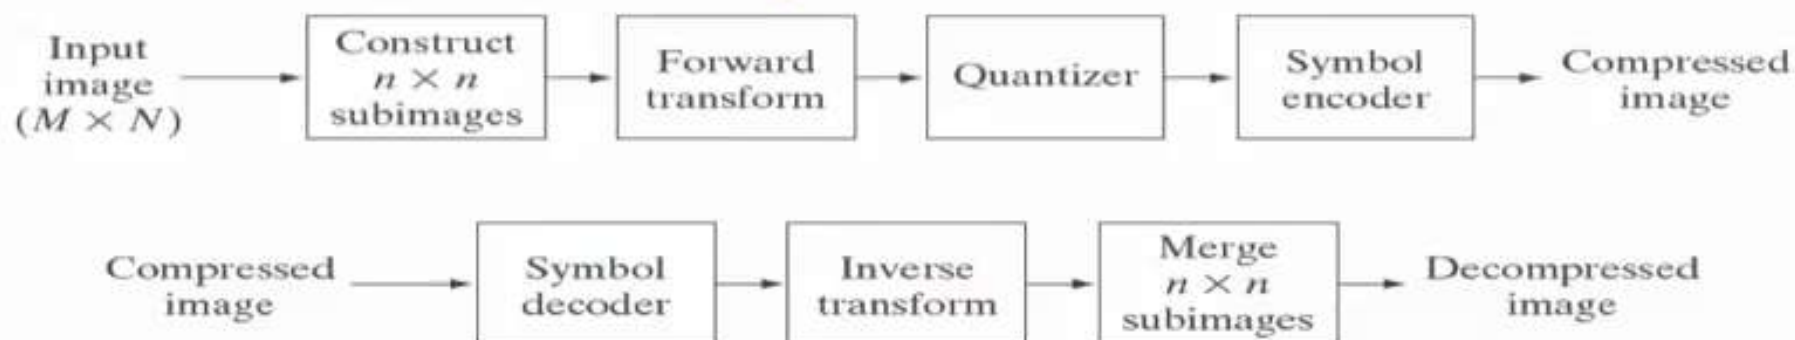 Input
image
(M × N)
Construct
n × n
subimages
Forward
transform
Quantizer
Symbol
encoder
Compressed
image
Compressed
image
Symbol
decoder
Inverse
transform
Merge
n × n
subimages
Decompressed
image